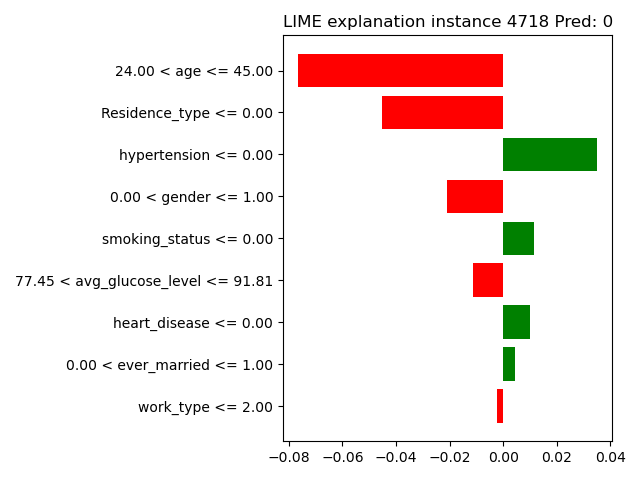 LIME explanation instance 4718 Pred: 0
24.00 < age <= 45.00
Residence_type <= 0.00
hypertension <= 0.00
0.00 < gender <= 1.00
smoking_status <= 0.00
77.45 < avg_glucose_level <= 91.81
heart_disease <= 0.00
0.00 < ever_married <= 1.00
work_type <= 2.00
−0.08 −0.06 −0.04 −0.02 0.00 0.02 0.04